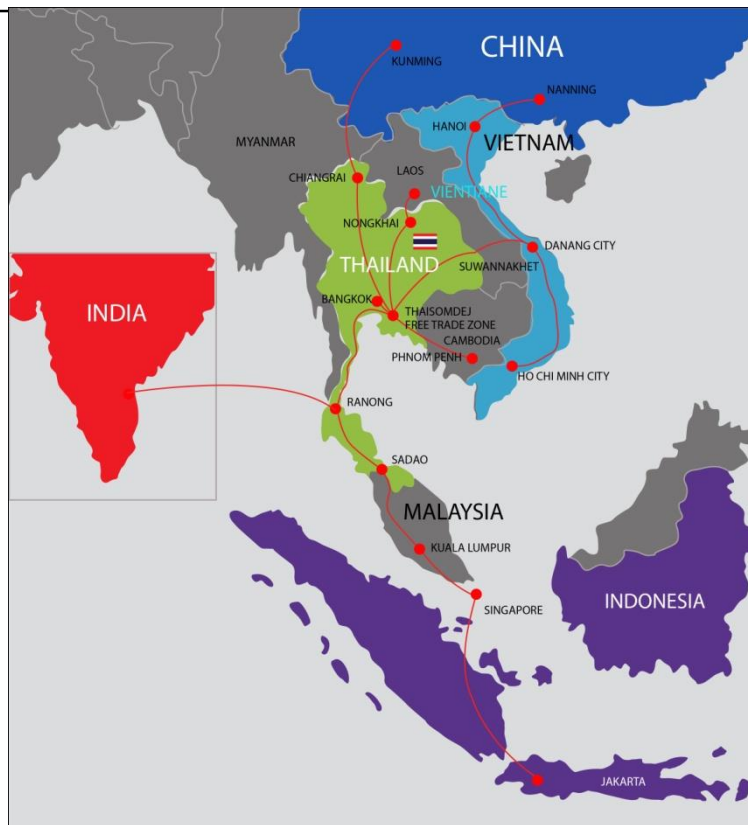 CHINA
KUNMING
NANNING
HANOI
VIETNAM
MYANMAR
LAOS
CHIANGRAI
VIENTIANE
NONGKHAI
DANANG CITY
THAILAND
SUWANNAKHET
BANGKOK
INDIA
THAISOMDEJ
FREE TRADE ZONE
CAMBODIA
PHNOM PENH
HO CHI MINH CITY
RANONG
SADAO
MALAYSIA
KUALA LUMPUR
INDONESIA
SINGAPORE
JAKARTA